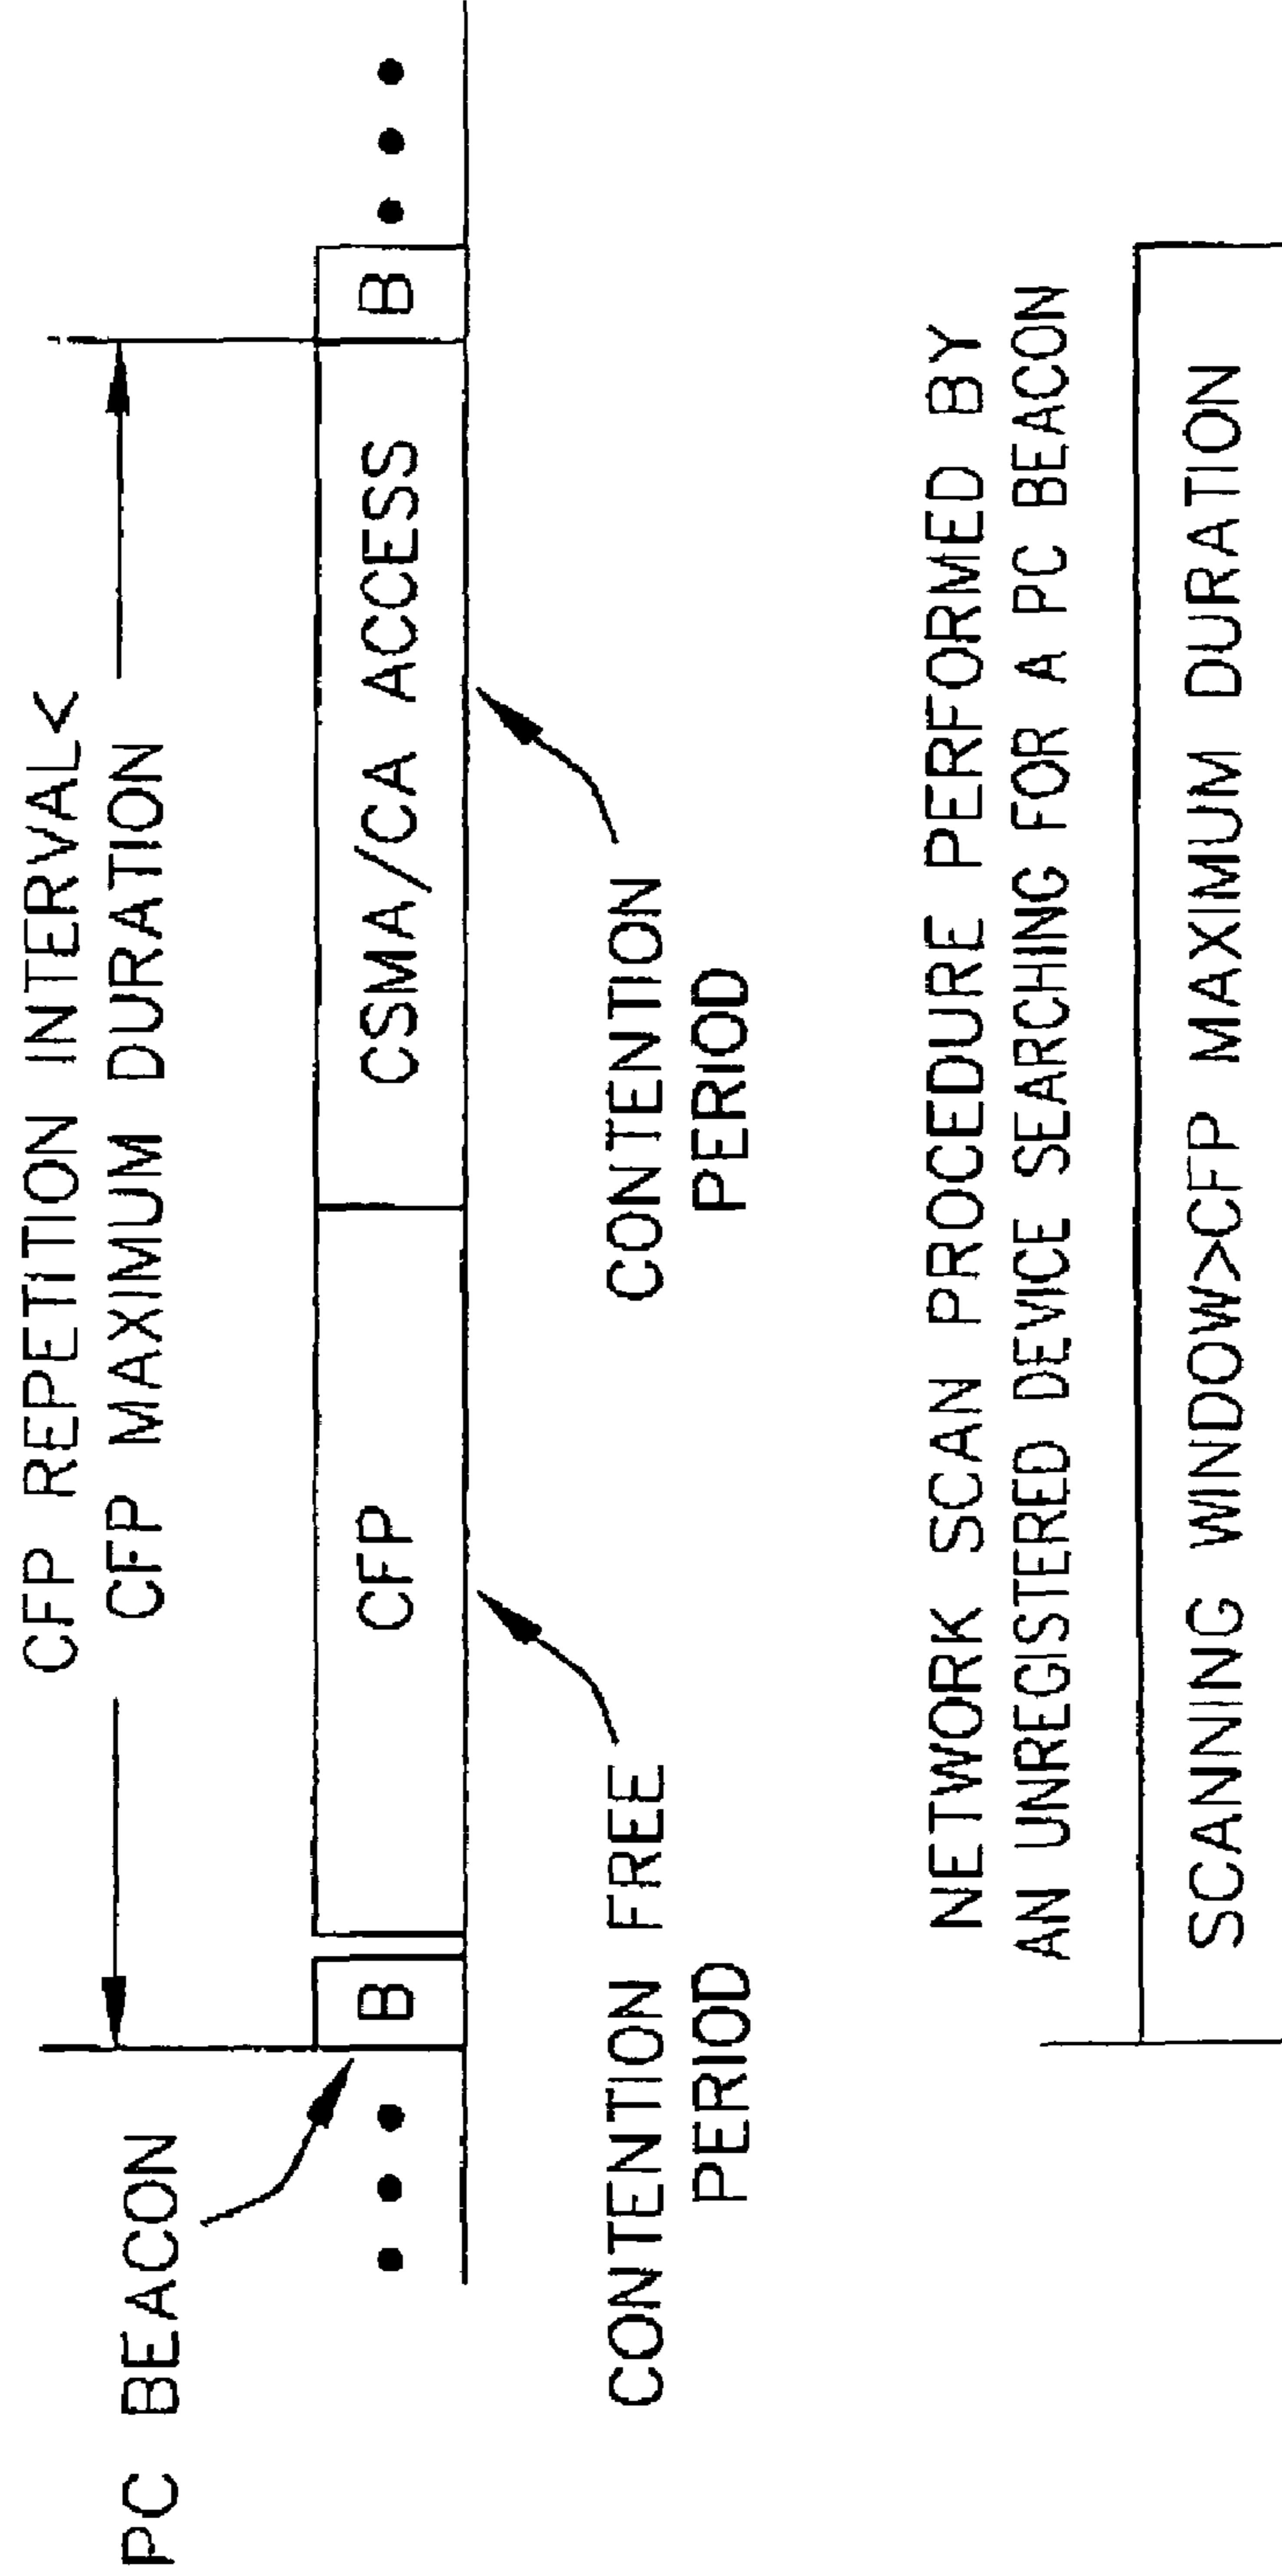 CFP REPETITION INTERVAL<
CFP MAXIMUM DURATION
PC BEACON
B
CFP
CSMA/CA ACCESS
B
CONTENTION FREE
PERIOD
CONTENTION
PERIOD
NETWORK SCAN PROCEDURE PERFORMED BY
AN UNREGISTERED DEVICE SEARCHING FOR A PC BEACON
SCANNING WINDOW>CFP MAXIMUM DURATION